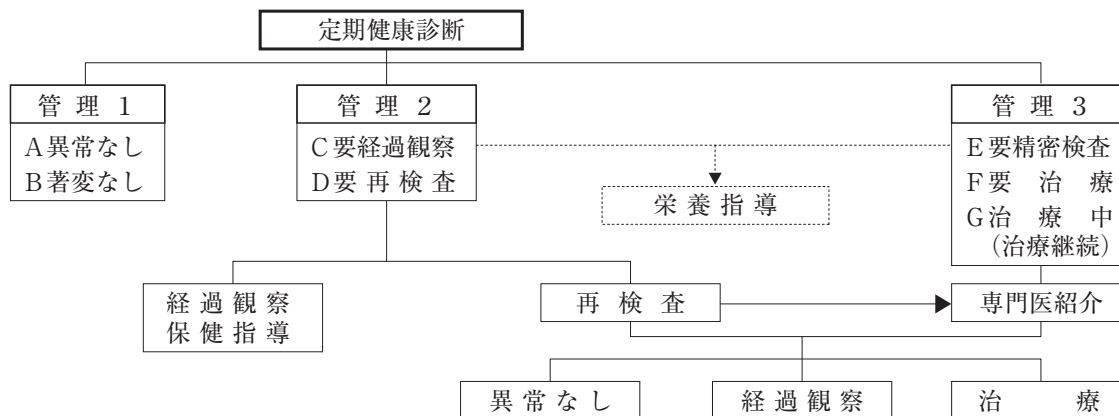 定期健康診断
管理1
A異常なし
B著変なし
管理2
C要経過観察
D要再検査
管理3
E要精密検査
F要治療
G治療中
（治療継続）
栄養指導
経過観察
保健指導
再検査
専門医紹介
異常なし
経過観察
治療